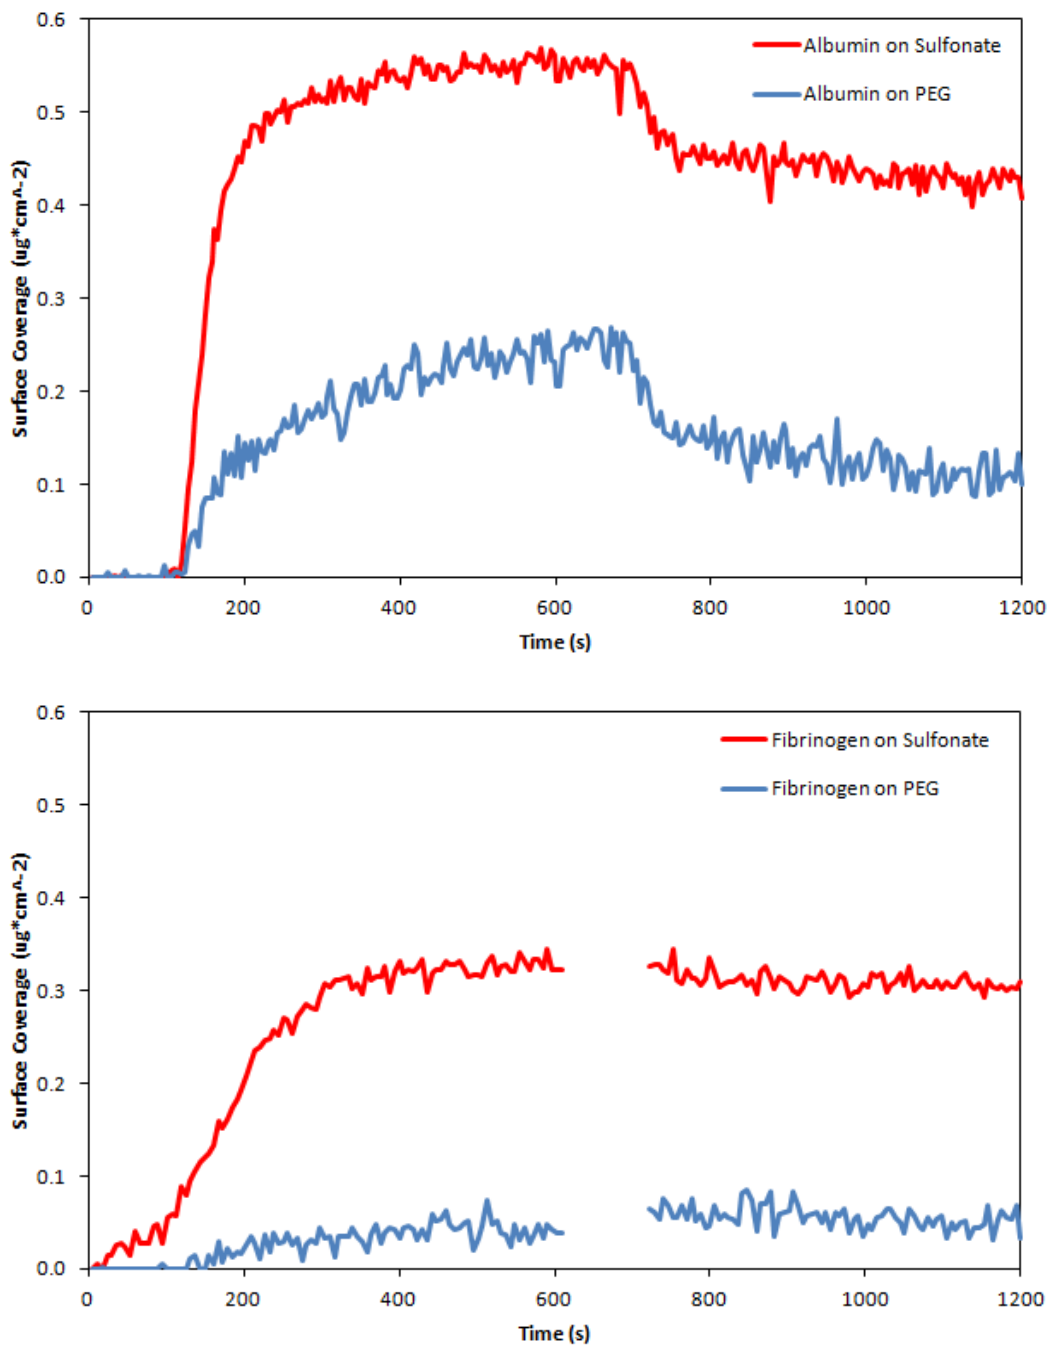 0.6
Albumin on Sulfonate
Albumin on PEG
0.5
0.4
0.3
0.2
0.1
0.0
Surface Coverage (ug*cm^-2)
0 200 400 600 800 1000 1200
Time (s)
0.6
Fibrinogen on Sulfonate
Fibrinogen on PEG
0.5
0.4
0.3
0.2
0.1
0.0
Surface Coverage (ug*cm^-2)
0 200 400 600 800 1000 1200
Time (s)